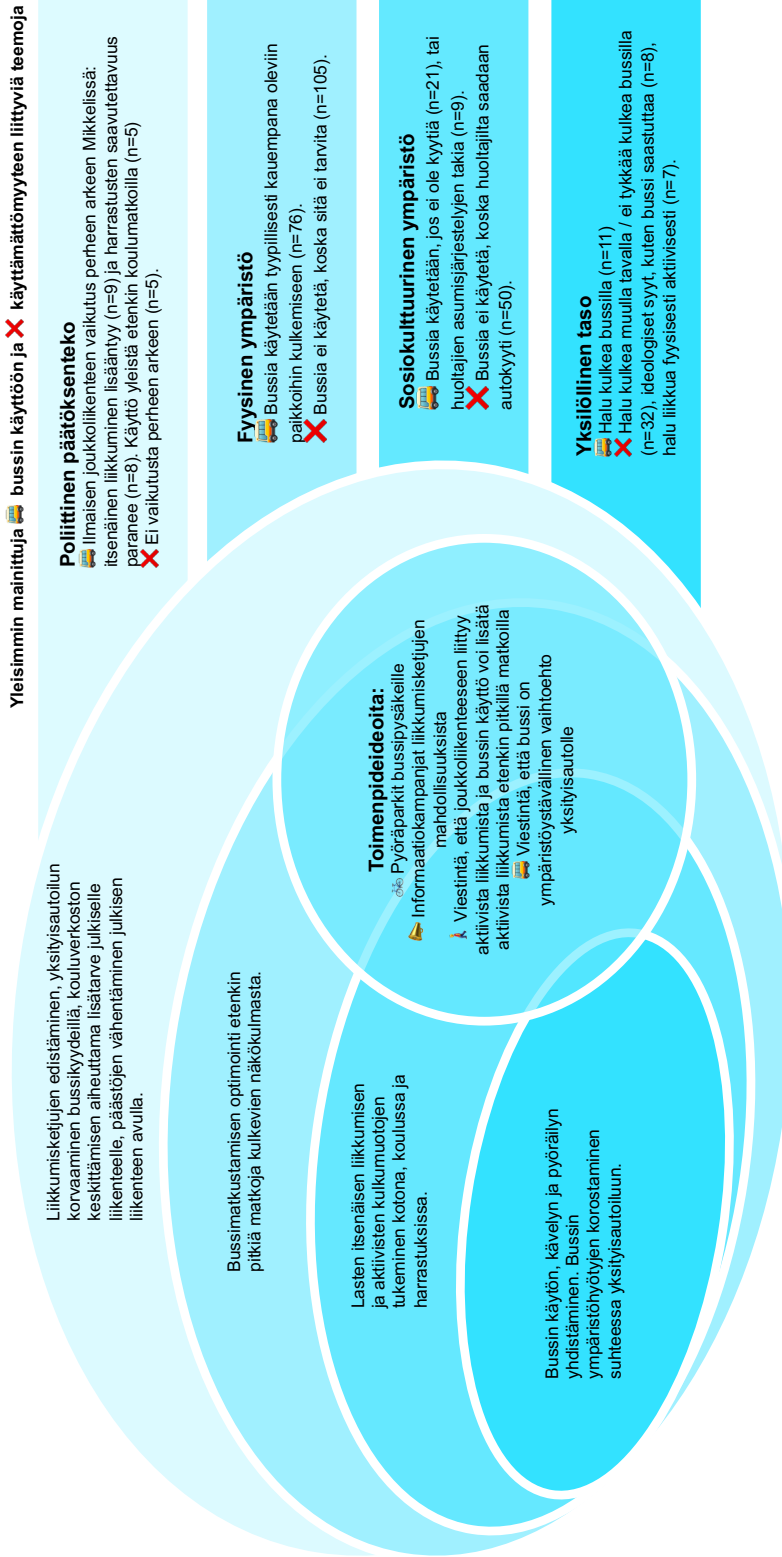 Yleisimmin mainittuja 🚌 bussin käyttöön ja ❌ käyttämättömyyteen liittyviä teemoja
Liikkumisketjujen edistäminen, yksityisautoilun
korvaaminen bussikyydeillä, kouluverkoston
keskittämisen aiheuttama lisätarve julkiselle
liikenteelle, päästöjen vähentäminen julkisen
liikenteen avulla.
Poliittinen päätöksenteko
🚌 Ilmaisen joukkoliikenteen vaikutus perheen arkeen Mikkelissä:
itsenäinen liikkuminen lisääntyy (n=9) ja harrastusten saavutettavuus
paranee (n=8). Käyttö yleistä etenkin koulumatkoilla (n=5)
❌ Ei vaikutusta perheen arkeen (n=5).
Bussimatkustamisen optimointi etenkin
pitkiä matkoja kulkevien näkökulmasta.
Fyysinen ympäristö
🚌 Bussia käytetään tyypillisesti kauempana oleviin
paikkoihin kulkemiseen (n=76).
❌ Bussia ei käytetä, koska sitä ei tarvita (n=105).
Lasten itsenäisen liikkumisen
ja aktiivisten kulkumuotojen
tukeminen kotona, koulussa ja
harrastuksissa.
Sosiokulttuurinen ympäristö
🚌 Bussia käytetään, jos ei ole kyytiä (n=21), tai
huoltajien asumisjärjestelyjen takia (n=9).
❌ Bussia ei käytetä, koska huoltajilta saadaan
autokyyti (n=50).
Bussin käytön, kävelyn ja pyöräilyn
yhdistäminen. Bussin
ympäristöhyötyjen korostaminen
suhteessa yksityisautoiluun.
Yksilöllinen taso
🚌 Halu kulkea bussilla (n=11)
❌ Halu kulkea muulla tavalla / ei tykkää kulkea bussilla
(n=32), ideologiset syyt, kuten bussi saastuttaa (n=8),
halu liikkua fyysisesti aktiivisesti (n=7).
Toimenpideideoita:
🚲 Pyöräparkit bussipysäkeille
📣 Informaatiokampanjat liikkumisketjujen
mahdollisuuksista
🚶 Viestintä, että joukkoliikenteeseen liittyy
aktiivista liikkumista ja bussin käyttö voi lisätä
aktiivista liikkumista etenkin pitkillä matkoilla
🚌 Viestintä, että bussi on
ympäristöystävällinen vaihtoehto
yksityisautolle